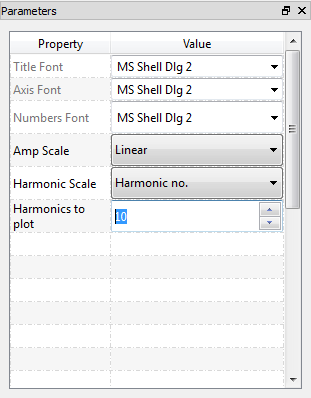 Parameters
Property Value
Title Font MS Shell Dlg 2
Axis Font MS Shell Dlg 2
Numbers Font MS Shell Dlg 2
Amp Scale Linear
Harmonic Scale Harmonic no.
Harmonics to
plot 10